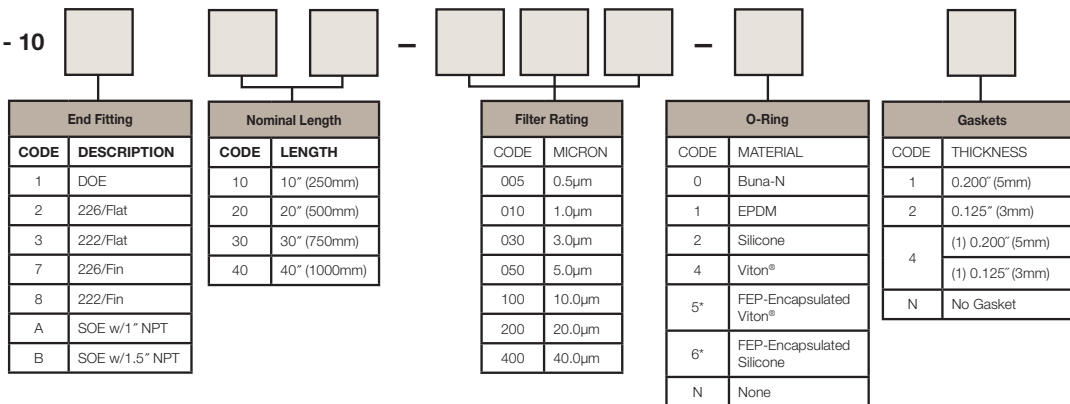 - 10 – –
End Fitting
CODE DESCRIPTION
1 DOE
2 226/Flat
3 222/Flat
7 226/Fin
8 222/Fin
A SOE w/1″ NPT
B SOE w/1.5″ NPT
Nominal Length
CODE LENGTH
10 10″ (250mm)
20 20″ (500mm)
30 30″ (750mm)
40 40″ (1000mm)
Filter Rating
CODE MICRON
005 0.5µm
010 1.0µm
030 3.0µm
050 5.0µm
100 10.0µm
200 20.0µm
400 40.0µm
O-Ring
CODE MATERIAL
0 Buna-N
1 EPDM
2 Silicone
4 Viton®
5* FEP-Encapsulated
Viton®
6* FEP-Encapsulated
Silicone
N None
Gaskets
CODE THICKNESS
1 0.200″ (5mm)
2 0.125″ (3mm)
4 (1) 0.200″ (5mm)
(1) 0.125″ (3mm)
N No Gasket